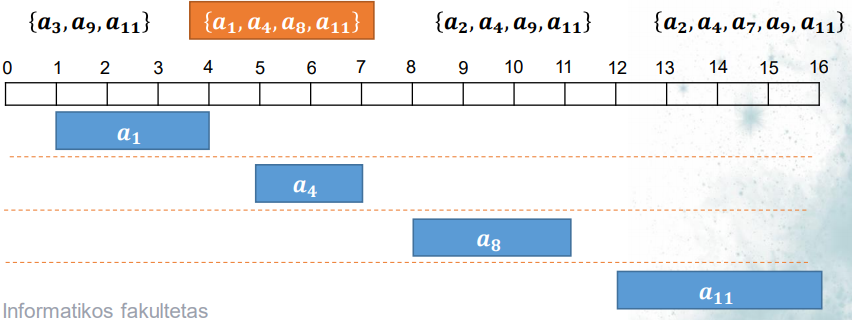 {a₃, a₉, a₁₁} {a₁, a₄, a₈, a₁₁} {a₂, a₄, a₉, a₁₁} {a₂, a₄, a₇, a₉, a₁₁}
0 1 2 3 4 5 6 7 8 9 10 11 12 13 14 15 16
a₁
a₄
a₈
a₁₁
Informatikos fakultetas